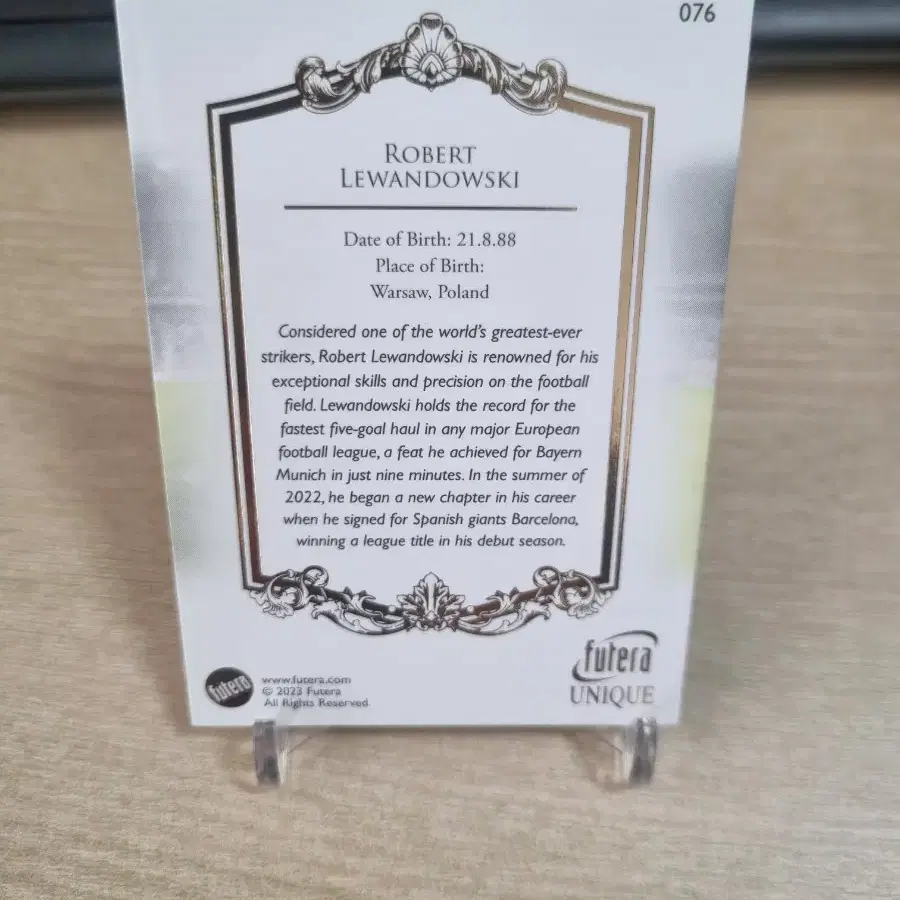 076
ROBERT
LEWANDOWSKI
Date of Birth: 21.8.88
Place of Birth:
Warsaw, Poland
Considered one of the world's greatest-ever
strikers, Robert Lewandowski is renowned for his
exceptional skills and precision on the football
field. Lewandowski holds the record for the
fastest five-goal haul in any major European
football league, a feat he achieved for Bayern
Munich in just nine minutes. In the summer of
2022, he began a new chapter in his career
when he signed for Spanish giants Barcelona,
winning a league title in his debut season.
futera
www.futera.com
© 2023 Futera
All Rights Reserved
futera
UNIQUE